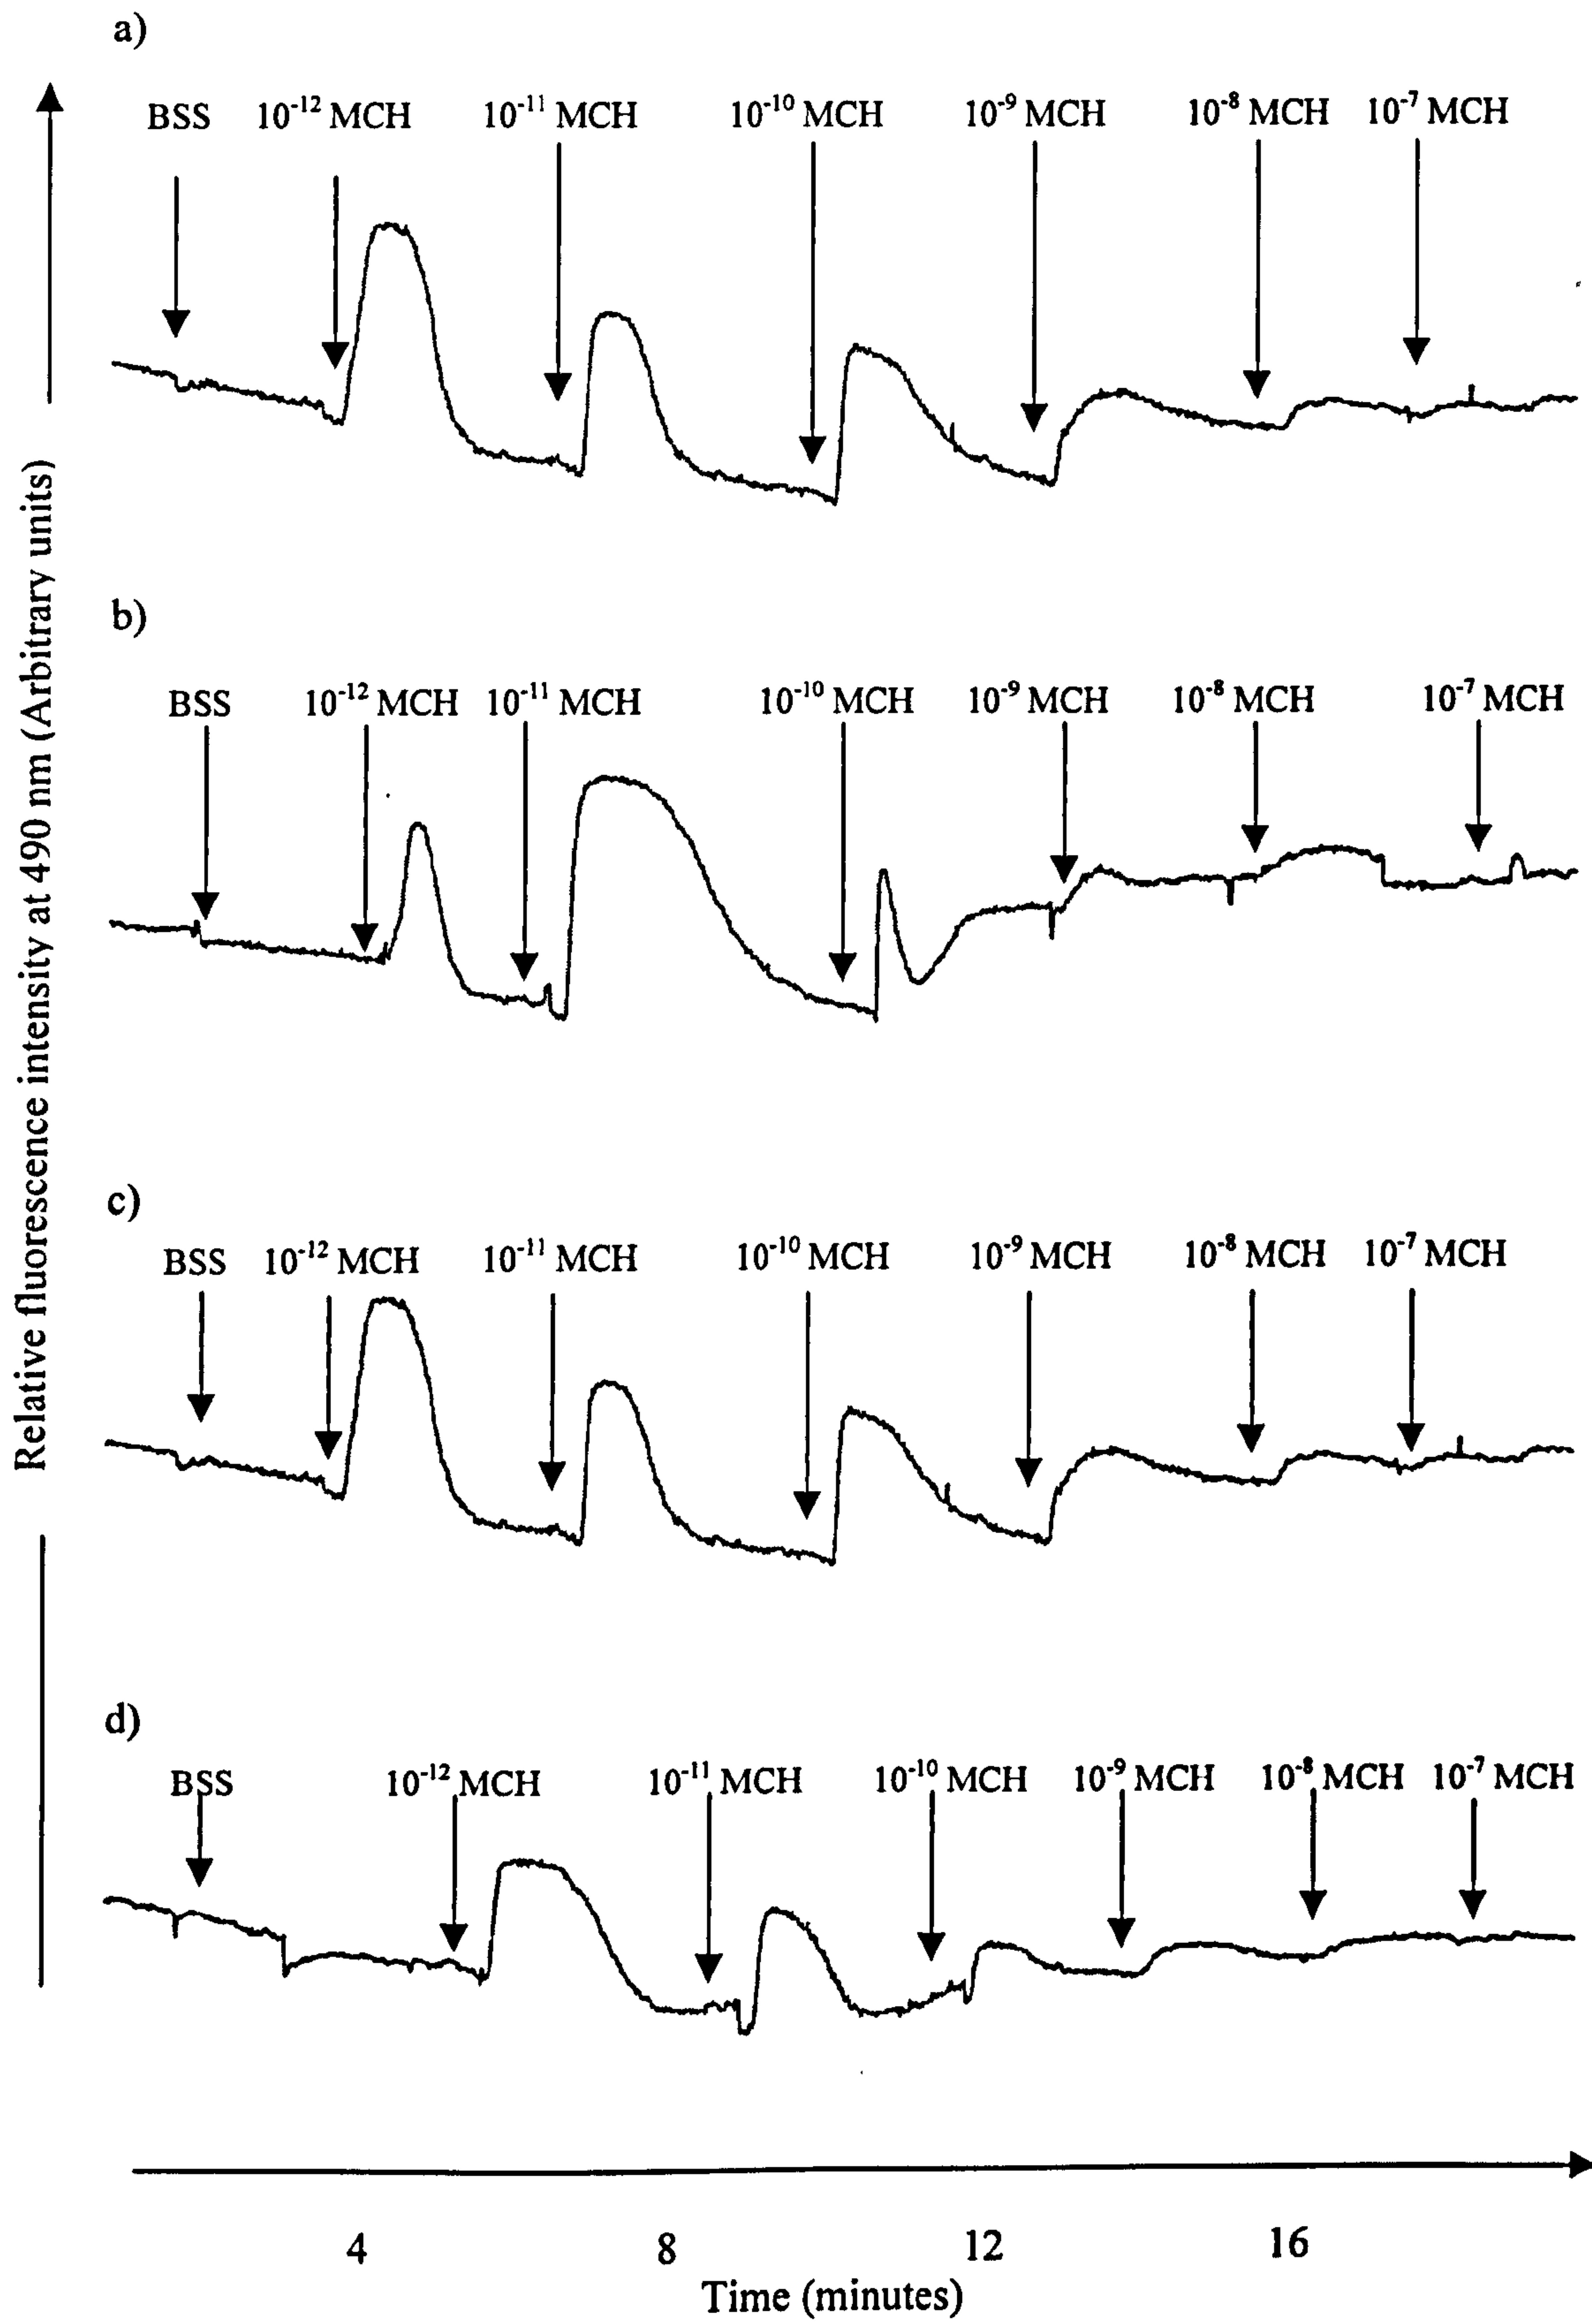 a)
BSS 10⁻¹² MCH 10⁻¹¹ MCH 10⁻¹⁰ MCH 10⁻⁹ MCH 10⁻⁸ MCH 10⁻⁷ MCH
Relative fluorescence intensity at 490 nm (Arbitrary units)
b)
BSS 10⁻¹² MCH 10⁻¹¹ MCH 10⁻¹⁰ MCH 10⁻⁹ MCH 10⁻⁸ MCH 10⁻⁷ MCH
c)
BSS 10⁻¹² MCH 10⁻¹¹ MCH 10⁻¹⁰ MCH 10⁻⁹ MCH 10⁻⁸ MCH 10⁻⁷ MCH
d)
BSS 10⁻¹² MCH 10⁻¹¹ MCH 10⁻¹⁰ MCH 10⁻⁹ MCH 10⁻⁸ MCH 10⁻⁷ MCH
4 8 12 16
Time (minutes)